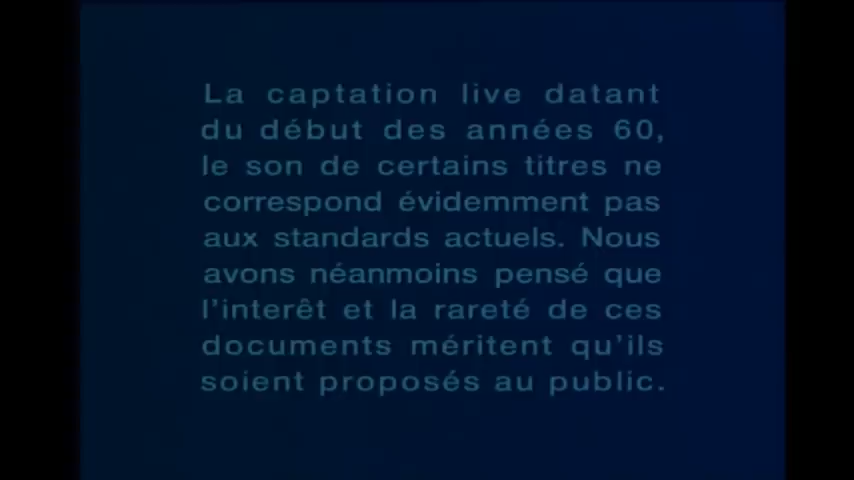 La captation live datant
du début des années 60,
le son de certains titres ne
correspond évidemment pas
aux standards actuels. Nous
avons néanmoins pensé que
l'interêt et la rareté de ces
documents méritent qu'ils
soient proposés au public.